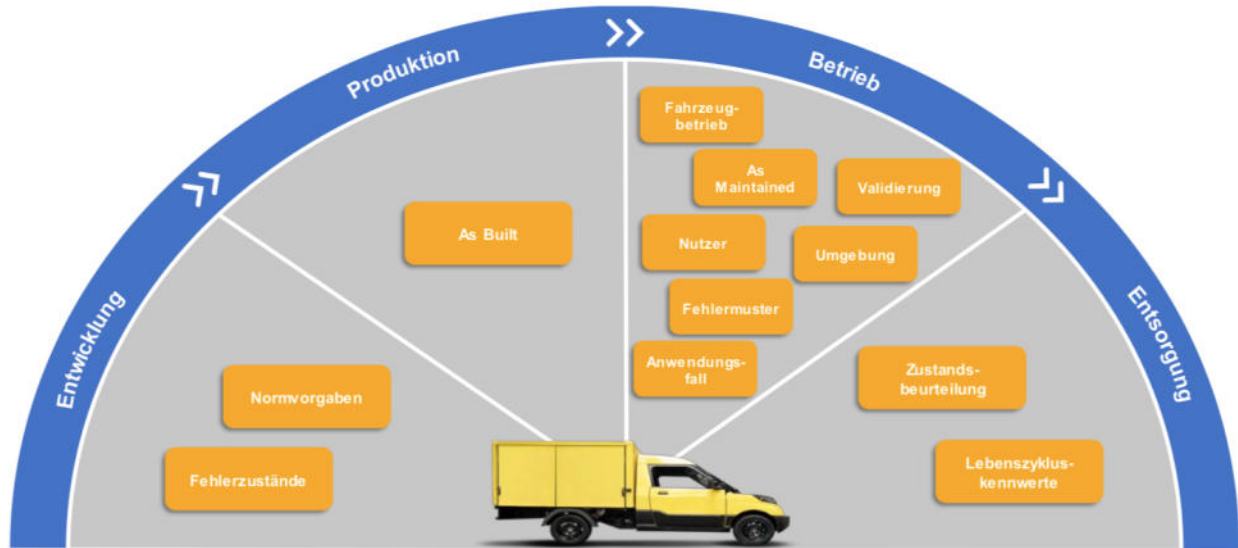 Entwicklung
Produktion
Betrieb
Entsorgung
Normvorgaben
Fehlerzustände
As Built
Fahrzeug-
betrieb
As
Maintained
Validierung
Nutzer
Umgebung
Fehlermuster
Anwendungs-
fall
Zustands-
beurteilung
Lebenszyklus-
kennwerte